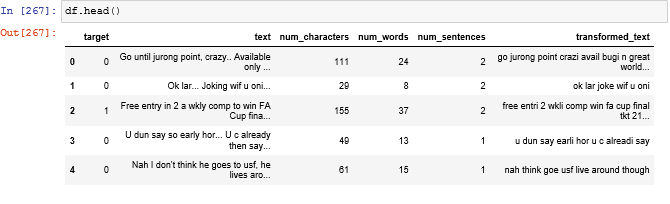 In [267]: df.head()
Out[267]:
target text num_characters num_words num_sentences transformed_text
0 0 Go until jurong point, crazy.. Available only ... 111 24 2 go jurong point crazi avail bugi n great world...
1 0 Ok lar... Joking wif u oni... 29 8 2 ok lar joke wif u oni
2 1 Free entry in 2 a wkly comp to win FA Cup fina... 155 37 2 free entri 2 wkli comp win fa cup final tkt 21...
3 0 U dun say so early hor... U c already then say... 49 13 1 u dun say earli hor u c alreadi say
4 0 Nah I don't think he goes to usf, he lives aro... 61 15 1 nah think goe usf live around though